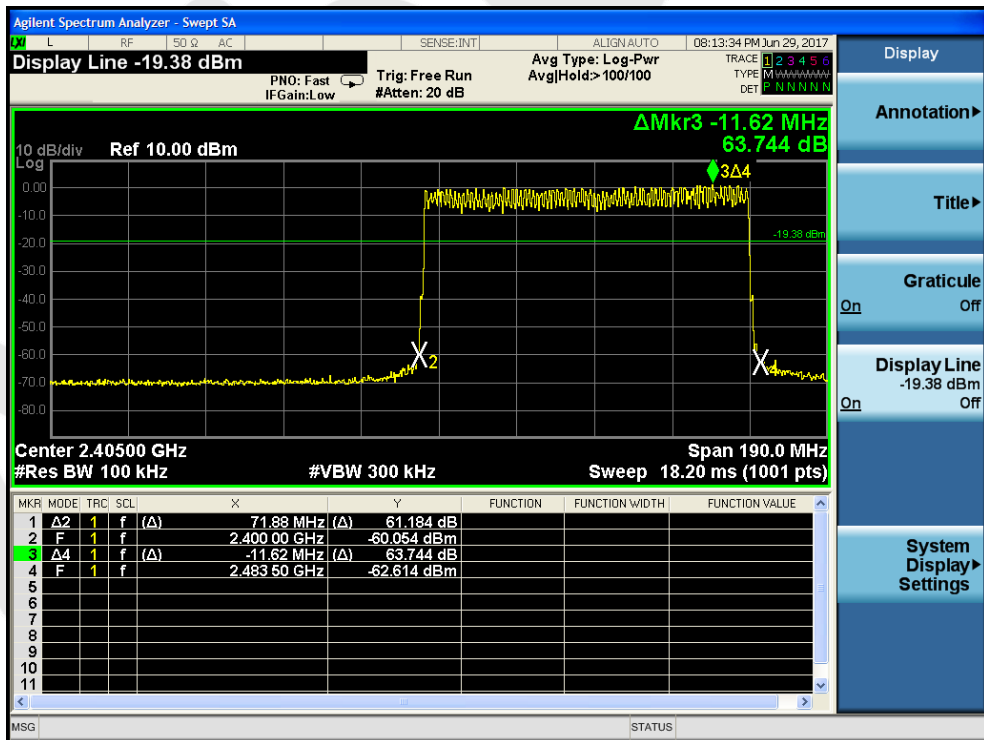 Agilent Spectrum Analyzer - Swept SA
LXI L RF 50 Ω AC SENSE:INT ALIGN AUTO 08:13:34 PM Jun 29, 2017
Display Line -19.38 dBm
PNO: Fast
IFGain:Low
Trig: Free Run
#Atten: 20 dB
Avg Type: Log-Pwr
Avg|Hold:> 100/100
TRACE 1 2 3 4 5 6
TYPE M
DET P N N N N N
ΔMkr3 -11.62 MHz
63.744 dB
10 dB/div Ref 10.00 dBm
Log
3Δ4
0.00
-10.0
-19.38 dBm
-20.0
-30.0
-40.0
-50.0
-60.0
2
4
-70.0
-80.0
Center 2.40500 GHz Span 190.0 MHz
#Res BW 100 kHz #VBW 300 kHz Sweep 18.20 ms (1001 pts)
MKR MODE TRC SCL X Y FUNCTION FUNCTION WIDTH FUNCTION VALUE
1 Δ2 1 f (Δ) 71.88 MHz (Δ) 61.184 dB
2 F 1 f 2.400 00 GHz -60.054 dBm
3 Δ4 1 f (Δ) -11.62 MHz (Δ) 63.744 dB
4 F 1 f 2.483 50 GHz -62.614 dBm
5
6
7
8
9
10
11
MSG STATUS
Display
Annotation
Title
Graticule
On Off
Display Line
-19.38 dBm
On Off
System
Display
Settings